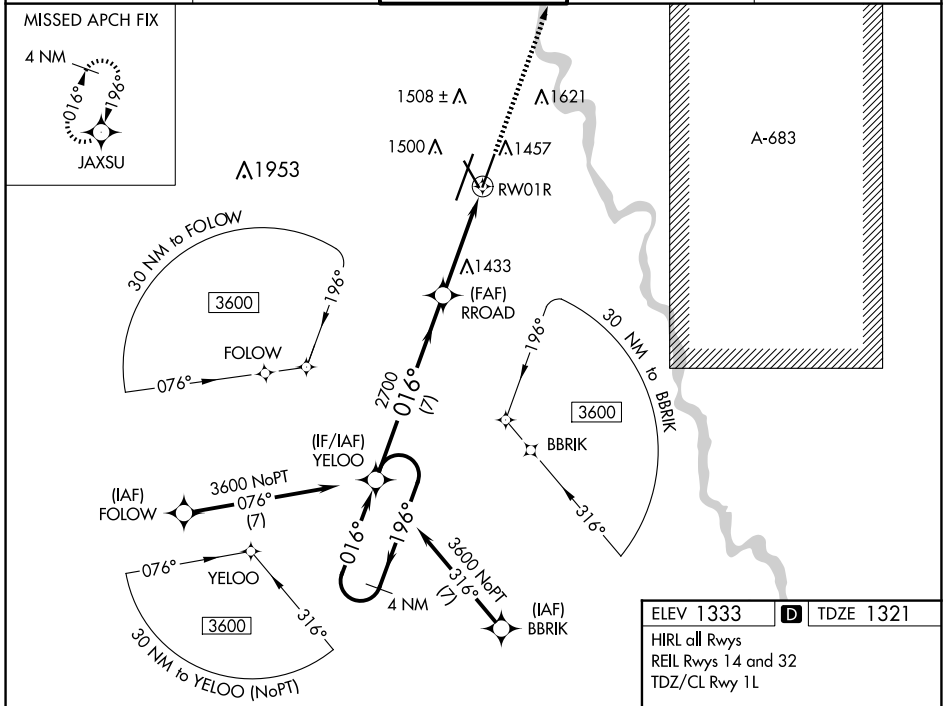 MISSED APCH FIX
4 NM
016°
196°
JAXSU
1508 ±
1621
1500
1457
A-683
1953
RW01R
30 NM to FOLOW
3600
196°
FOLOW
076°
1433
(FAF)
RROAD
2700
016°
(7)
30 NM to BBRIK
196°
3600
BBRIK
316°
(IF/IAF)
YELOO
(IAF)
FOLOW
3600 NoPT
076°
(7)
016°
196°
4 NM
3600 NoPT
316°
(7)
(IAF)
BBRIK
076°
YELOO
316°
3600
30 NM to YELOO (NoPT)
ELEV 1333 D TDZE 1321
HIRL all Rwys
REIL Rwys 14 and 32
TDZ/CL Rwy 1L